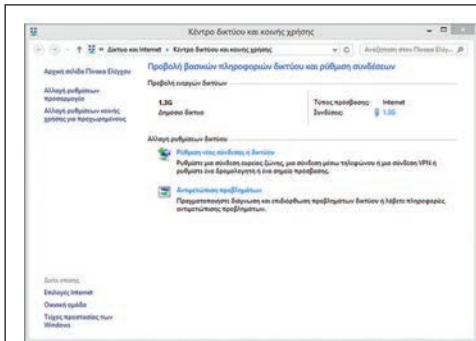 Κέντρο δικτύου και κοινής χρήσης
Δίκτυο και Internet ▸ Κέντρο δικτύου και κοινής χρήσης
Αναζήτηση στον Πίνακα Ελέγ...
Αρχική σελίδα Πίνακα Ελέγχου
Αλλαγή ρυθμίσεων
προσαρμογέα
Αλλαγή ρυθμίσεων κοινής
χρήσης για προχωρημένους
Προβολή βασικών πληροφοριών δικτύου και ρύθμιση συνδέσεων
Προβολή ενεργών δικτύων
1.3G
Δημόσιο δίκτυο
Τύπος πρόσβασης: Internet
Συνδέσεις: 1.3G
Αλλαγή ρυθμίσεων δικτύου
Ρύθμιση νέας σύνδεσης ή δικτύου
Ρυθμίστε μια σύνδεση ευρείας ζώνης, μια σύνδεση μέσω τηλεφώνου ή μια σύνδεση VPN ή
ρυθμίστε ένα δρομολογητή ή ένα σημείο πρόσβασης.
Αντιμετώπιση προβλημάτων
Πραγματοποιήστε διάγνωση και επιδιόρθωση προβλημάτων δικτύου ή λάβετε πληροφορίες
αντιμετώπισης προβλημάτων.
Δείτε επίσης
Επιλογές Internet
Οικιακή ομάδα
Τείχος προστασίας των
Windows